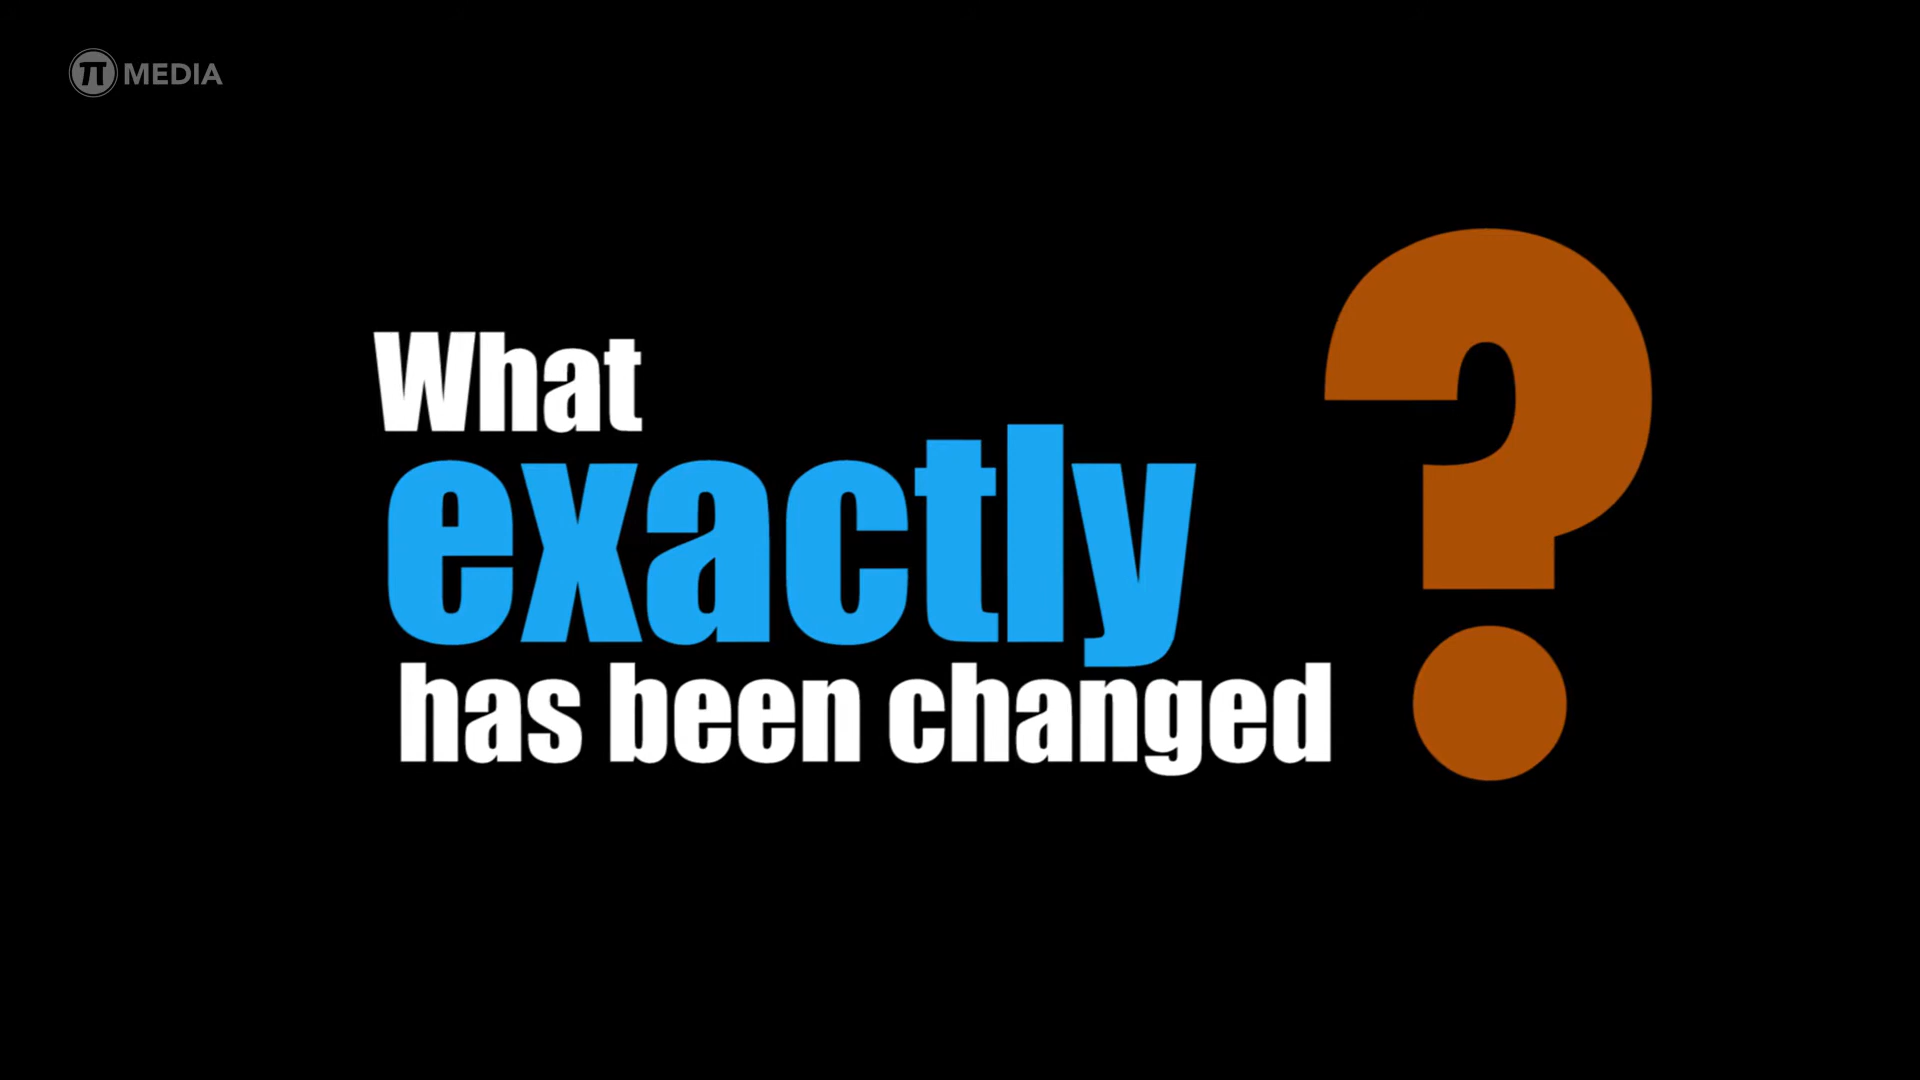 π MEDIA
What
exactly
has been changed ?